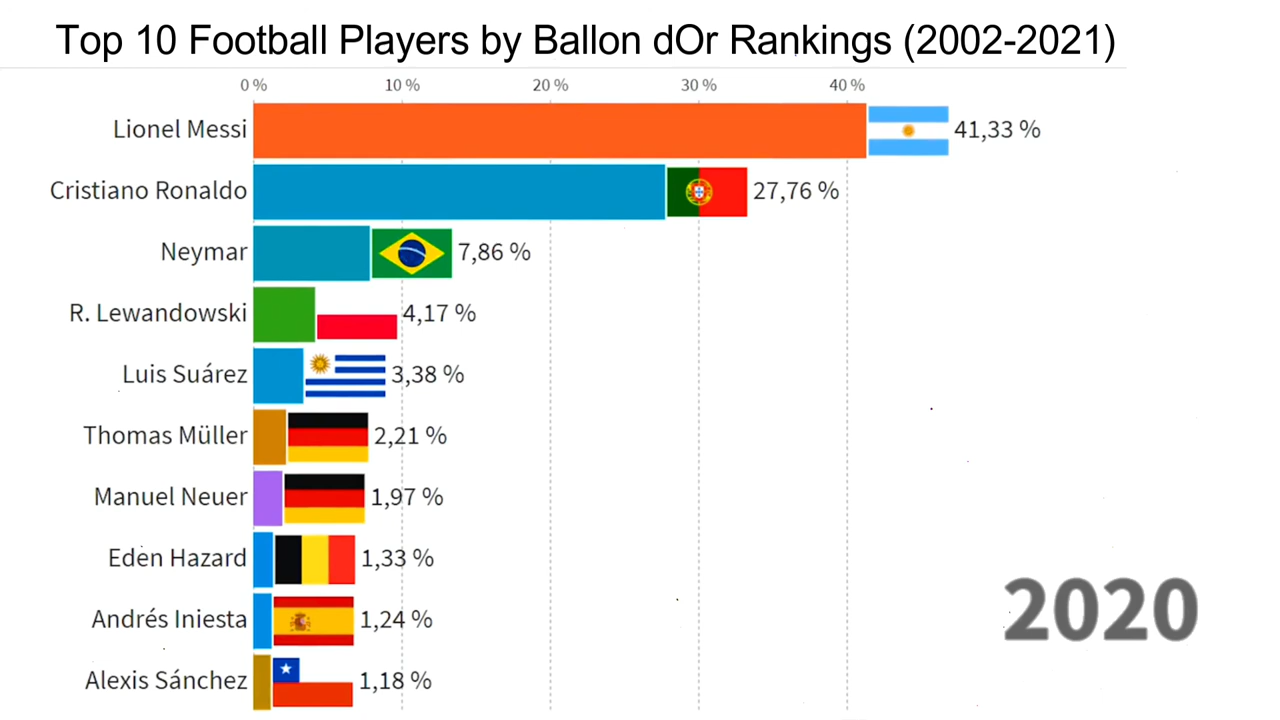 Top 10 Football Players by Ballon dOr Rankings (2002-2021)
0 % 10 % 20 % 30 % 40 %
Lionel Messi 41,33 %
Cristiano Ronaldo 27,76 %
Neymar 7,86 %
R. Lewandowski 4,17 %
Luis Suárez 3,38 %
Thomas Müller 2,21 %
Manuel Neuer 1,97 %
Eden Hazard 1,33 %
Andrés Iniesta 1,24 %
Alexis Sánchez 1,18 %
2020